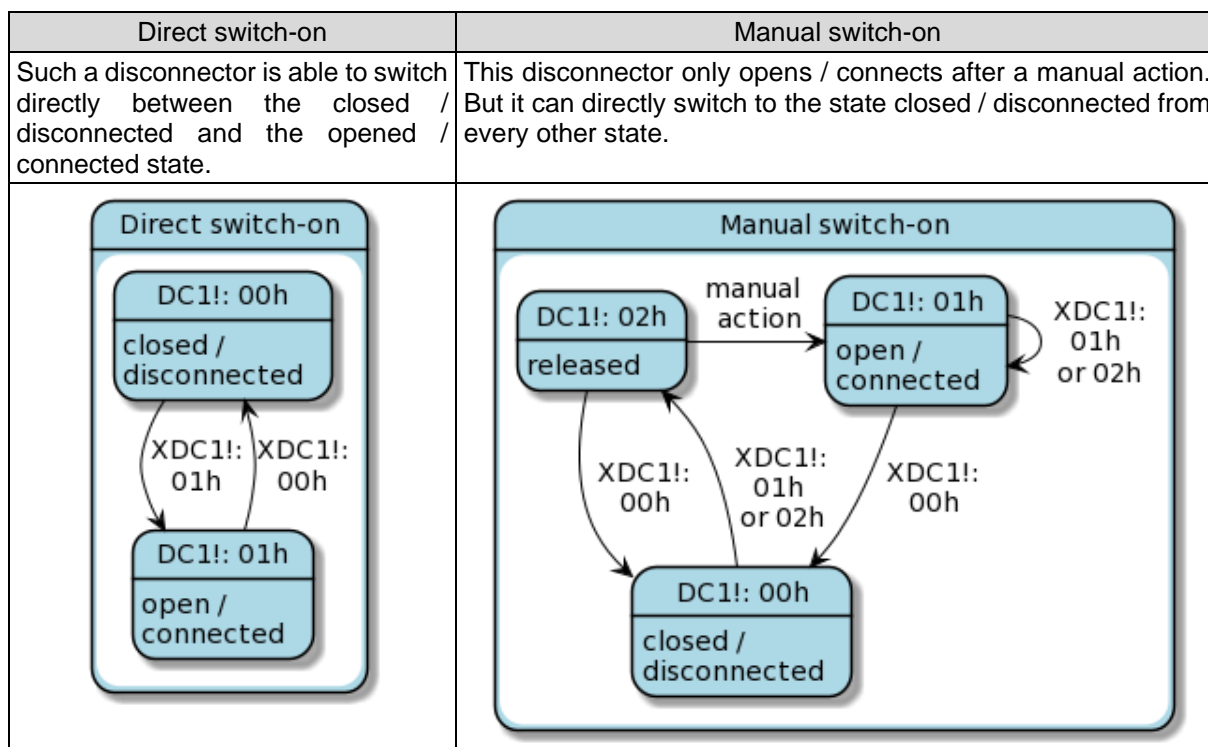 Direct switch-on
Manual switch-on
Such a disconnector is able to switch
directly between the closed /
disconnected and the opened /
connected state.
This disconnector only opens / connects after a manual action.
But it can directly switch to the state closed / disconnected from
every other state.
Direct switch-on
DC1!: 00h
closed /
disconnected
XDC1!:
01h
XDC1!:
00h
DC1!: 01h
open /
connected
Manual switch-on
DC1!: 02h
released
manual
action
DC1!: 01h
open /
connected
XDC1!:
01h
or 02h
XDC1!:
00h
XDC1!:
01h
or 02h
XDC1!:
00h
DC1!: 00h
closed /
disconnected